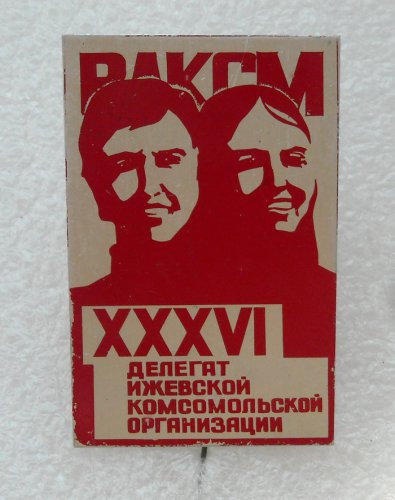 ВЛКСМ
XXXVI
ДЕЛЕГАТ
ИЖЕВСКОЙ
КОМСОМОЛЬСКОЙ
ОРГАНИЗАЦИИ